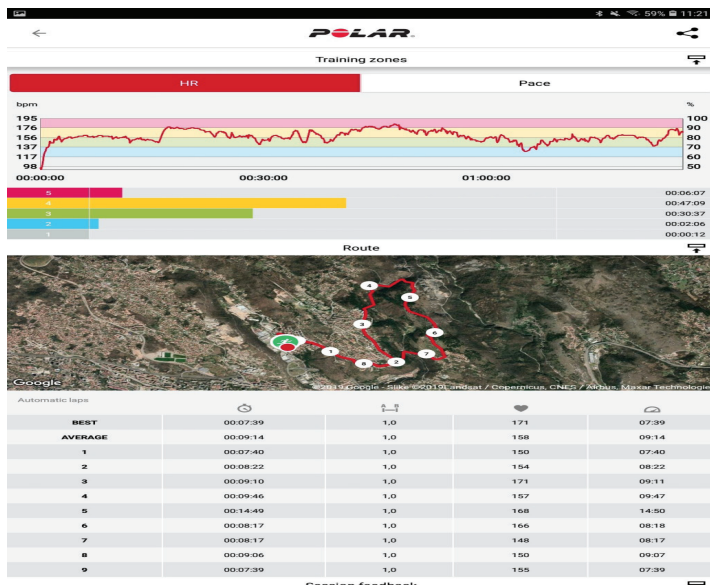 59% 11:21
POLAR
Training zones
HR Pace
bpm %
195 100
176 90
156 80
137 70
117 60
98 50
00:00:00 00:30:00 01:00:00
5 00:06:07
4 00:47:09
3 00:30:37
2 00:02:06
1 00:00:12
Route
4
5
3
6
1
7
8
2
Google
©2019 Google - Slike ©2019Landsat / Copernicus, CNES / Airbus, Maxar Technologie
Automatic laps
A B
BEST 00:07:39 1,0 171 07:39
AVERAGE 00:09:14 1,0 158 09:14
1 00:07:40 1,0 150 07:40
2 00:08:22 1,0 154 08:22
3 00:09:10 1,0 171 09:11
4 00:09:46 1,0 157 09:47
5 00:14:49 1,0 168 14:50
6 00:08:17 1,0 166 08:18
7 00:08:17 1,0 148 08:17
8 00:09:06 1,0 150 09:07
9 00:07:39 1,0 155 07:39
Session feedback